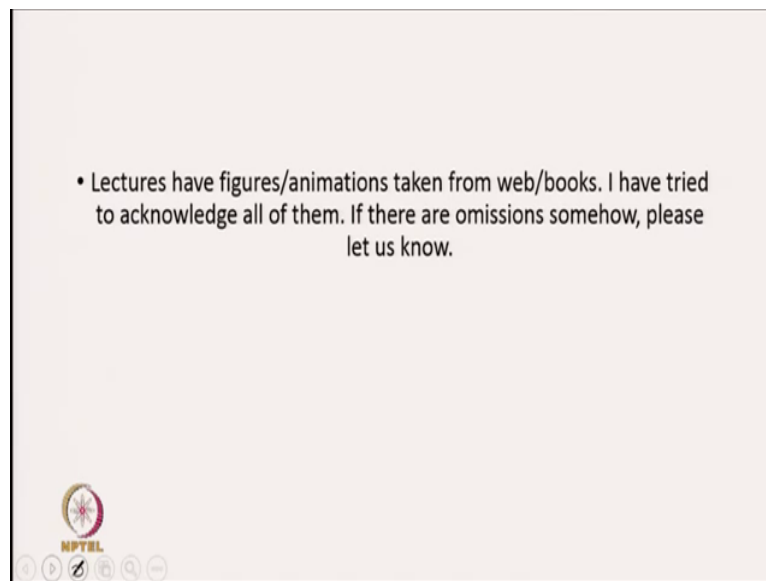 • Lectures have figures/animations taken from web/books. I have tried
to acknowledge all of them. If there are omissions somehow, please
let us know.
NPTEL